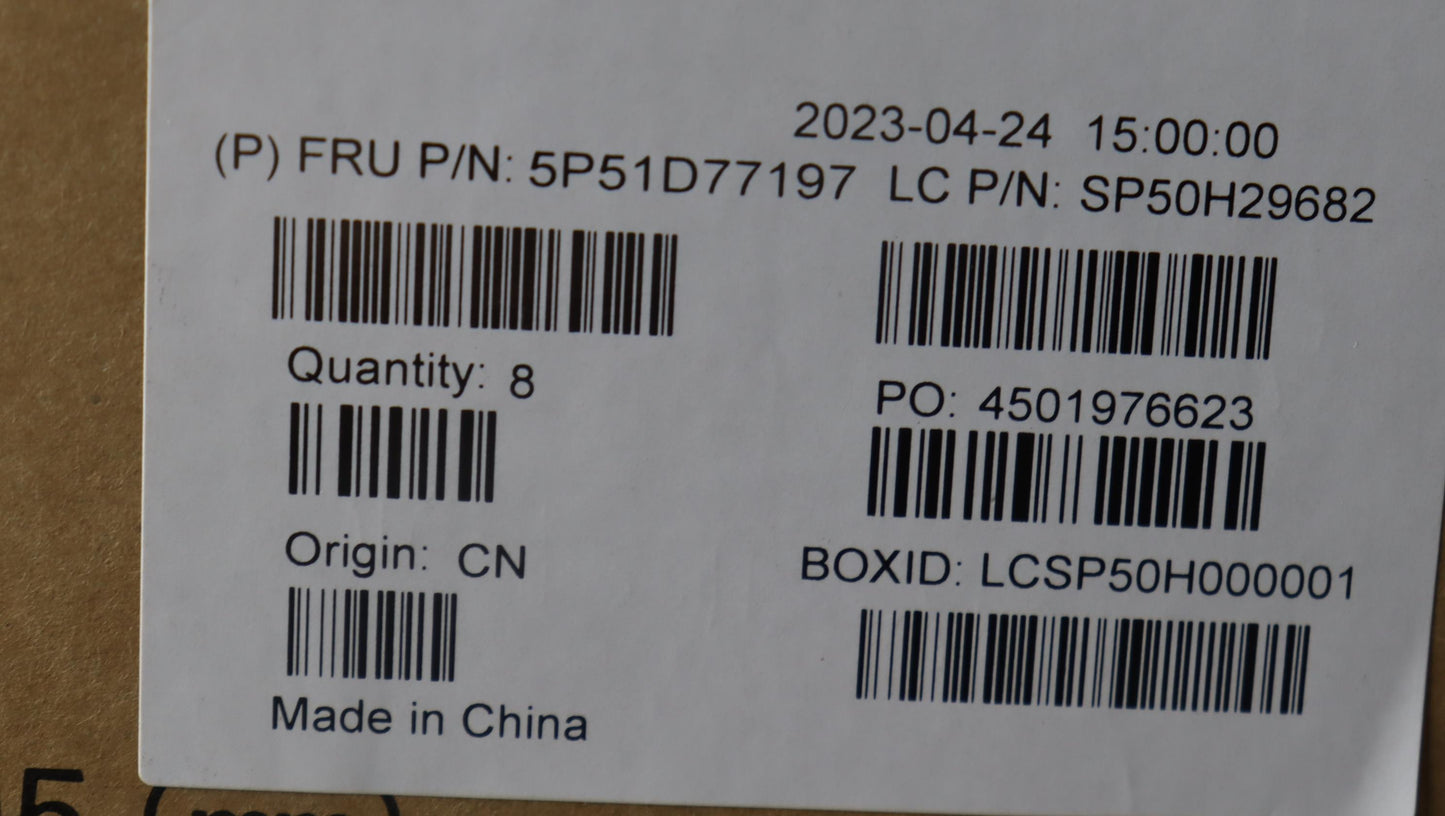 2023-04-24 15:00:00
(P) FRU P/N: 5P51D77197 LC P/N: SP50H29682
Quantity: 8
PO: 4501976623
Origin: CN
BOXID: LCSP50H000001
Made in China
5